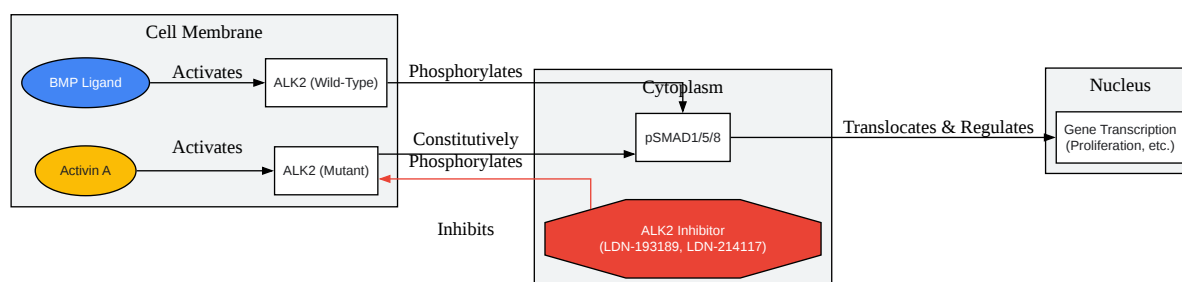 Cell Membrane
BMP Ligand
Activates
ALK2 (Wild-Type)
Phosphorylates
Activin A
Activates
ALK2 (Mutant)
Constitutively
Phosphorylates
Inhibits
Cytoplasm
pSMAD1/5/8
ALK2 Inhibitor
(LDN-193189, LDN-214117)
Translocates & Regulates
Nucleus
Gene Transcription
(Proliferation, etc.)